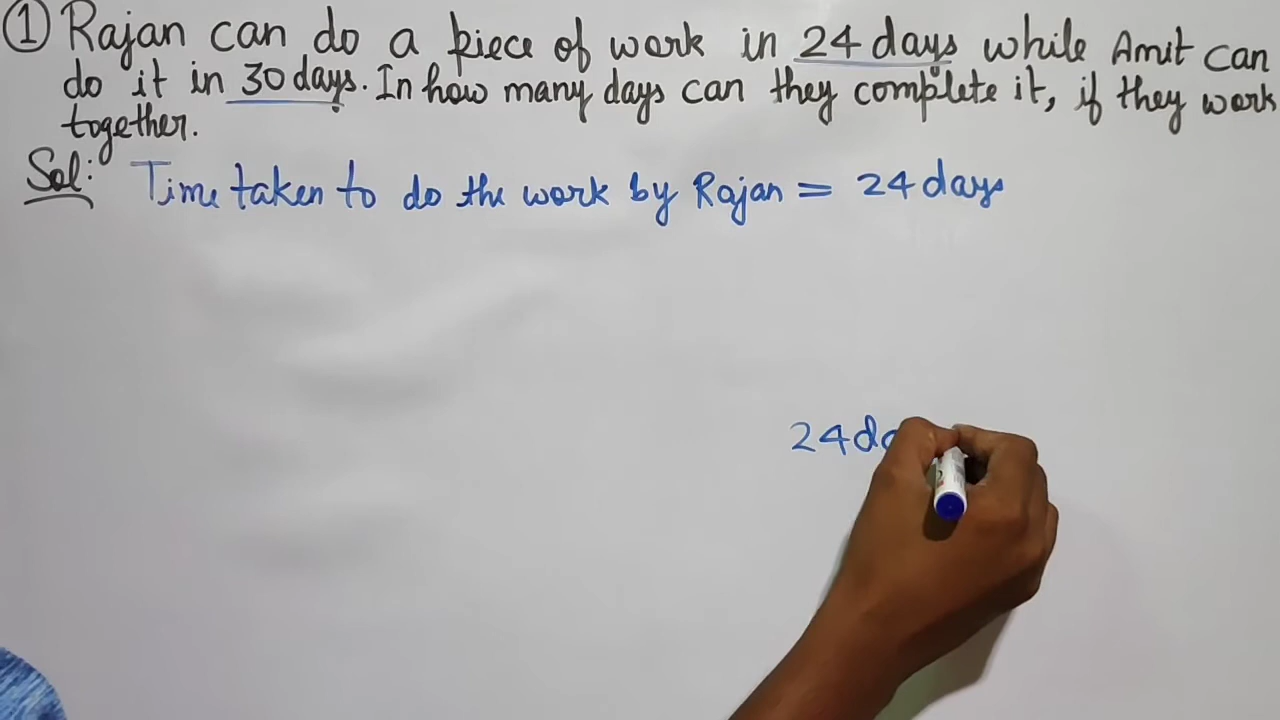 ① Rajan can do a piece of work in 24 days while Amit can
do it in 30 days. In how many days can they complete it, if they work
together.
Sol: Time taken to do the work by Rajan = 24 days
24 da